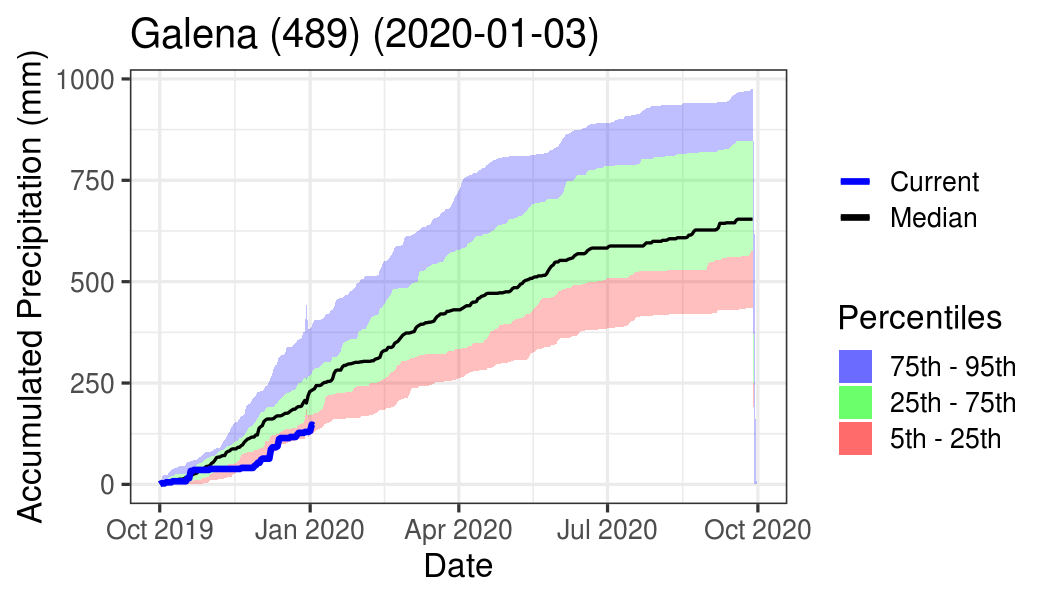 Galena (489) (2020-01-03)
Accumulated Precipitation (mm)
1000
750
500
250
0
Oct 2019
Jan 2020
Apr 2020
Jul 2020
Oct 2020
Date
Current
Median
Percentiles
75th - 95th
25th - 75th
5th - 25th